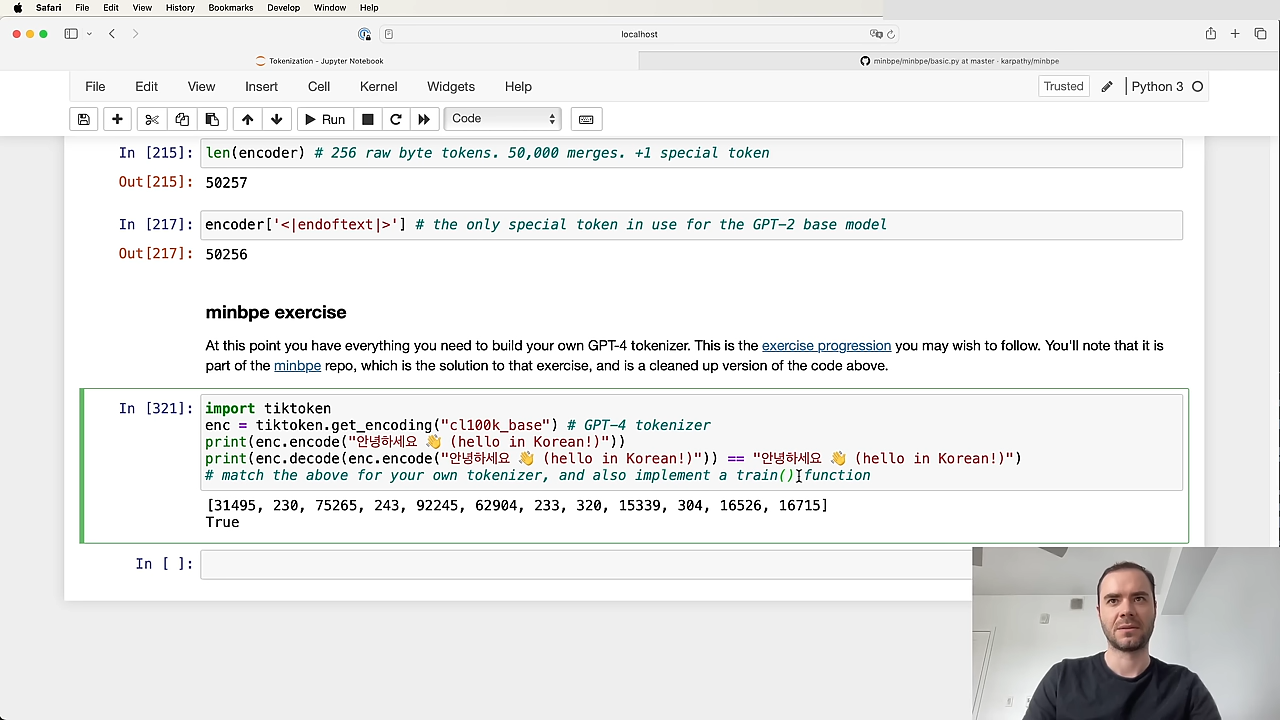 Safari File Edit View History Bookmarks Develop Window Help
localhost
Tokenization - Jupyter Notebook
minbpe/minbpe/basic.py at master · karpathy/minbpe
File Edit View Insert Cell Kernel Widgets Help
Trusted Python 3
Run Code
In [215]: len(encoder) # 256 raw byte tokens. 50,000 merges. +1 special token
Out[215]: 50257
In [217]: encoder['<|endoftext|>'] # the only special token in use for the GPT-2 base model
Out[217]: 50256
minbpe exercise
At this point you have everything you need to build your own GPT-4 tokenizer. This is the exercise progression you may wish to follow. You'll note that it is
part of the minbpe repo, which is the solution to that exercise, and is a cleaned up version of the code above.
In [321]: import tiktoken
enc = tiktoken.get_encoding("cl100k_base") # GPT-4 tokenizer
print(enc.encode("안녕하세요 👋 (hello in Korean!)"))
print(enc.decode(enc.encode("안녕하세요 👋 (hello in Korean!)")) == "안녕하세요 👋 (hello in Korean!)")
# match the above for your own tokenizer, and also implement a train() function
[31495, 230, 75265, 243, 92245, 62904, 233, 320, 15339, 304, 16526, 16715]
True
In [ ]: